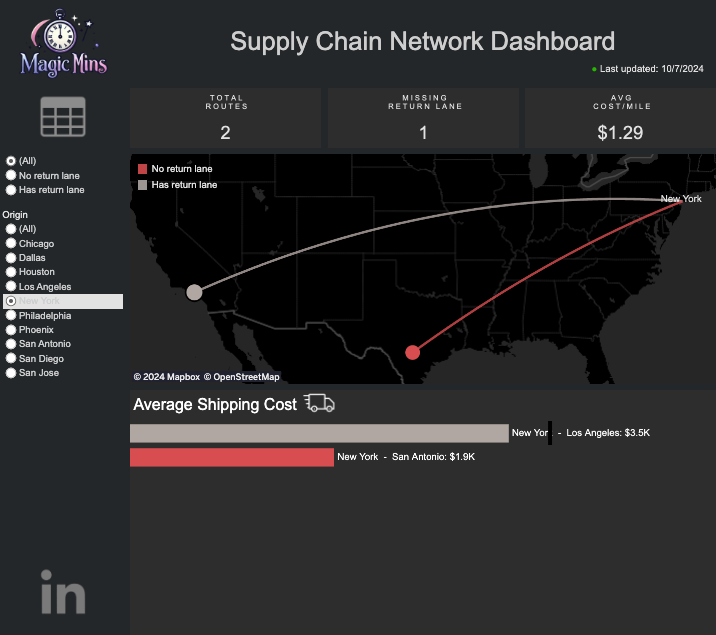 Magic Mins
Supply Chain Network Dashboard
Last updated: 10/7/2024
TOTAL
ROUTES
2
MISSING
RETURN LANE
1
AVG
COST/MILE
$1.29
(All)
No return lane
Has return lane
Origin
(All)
Chicago
Dallas
Houston
Los Angeles
New York
Philadelphia
Phoenix
San Antonio
San Diego
San Jose
No return lane
Has return lane
New York
© 2024 Mapbox © OpenStreetMap
Average Shipping Cost
New York - Los Angeles: $3.5K
New York - San Antonio: $1.9K
in